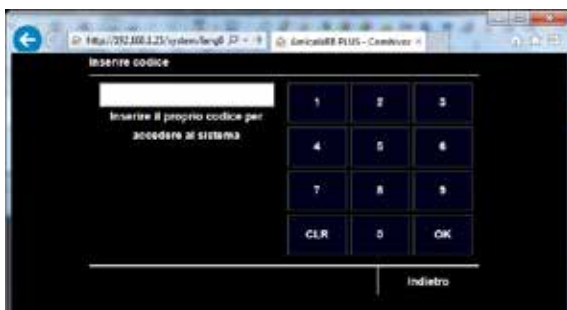 Inserire codice
Inserire il proprio codice per
accedere al sistema
1 2 3
4 5 6
7 8 9
CLR 0 OK
Indietro